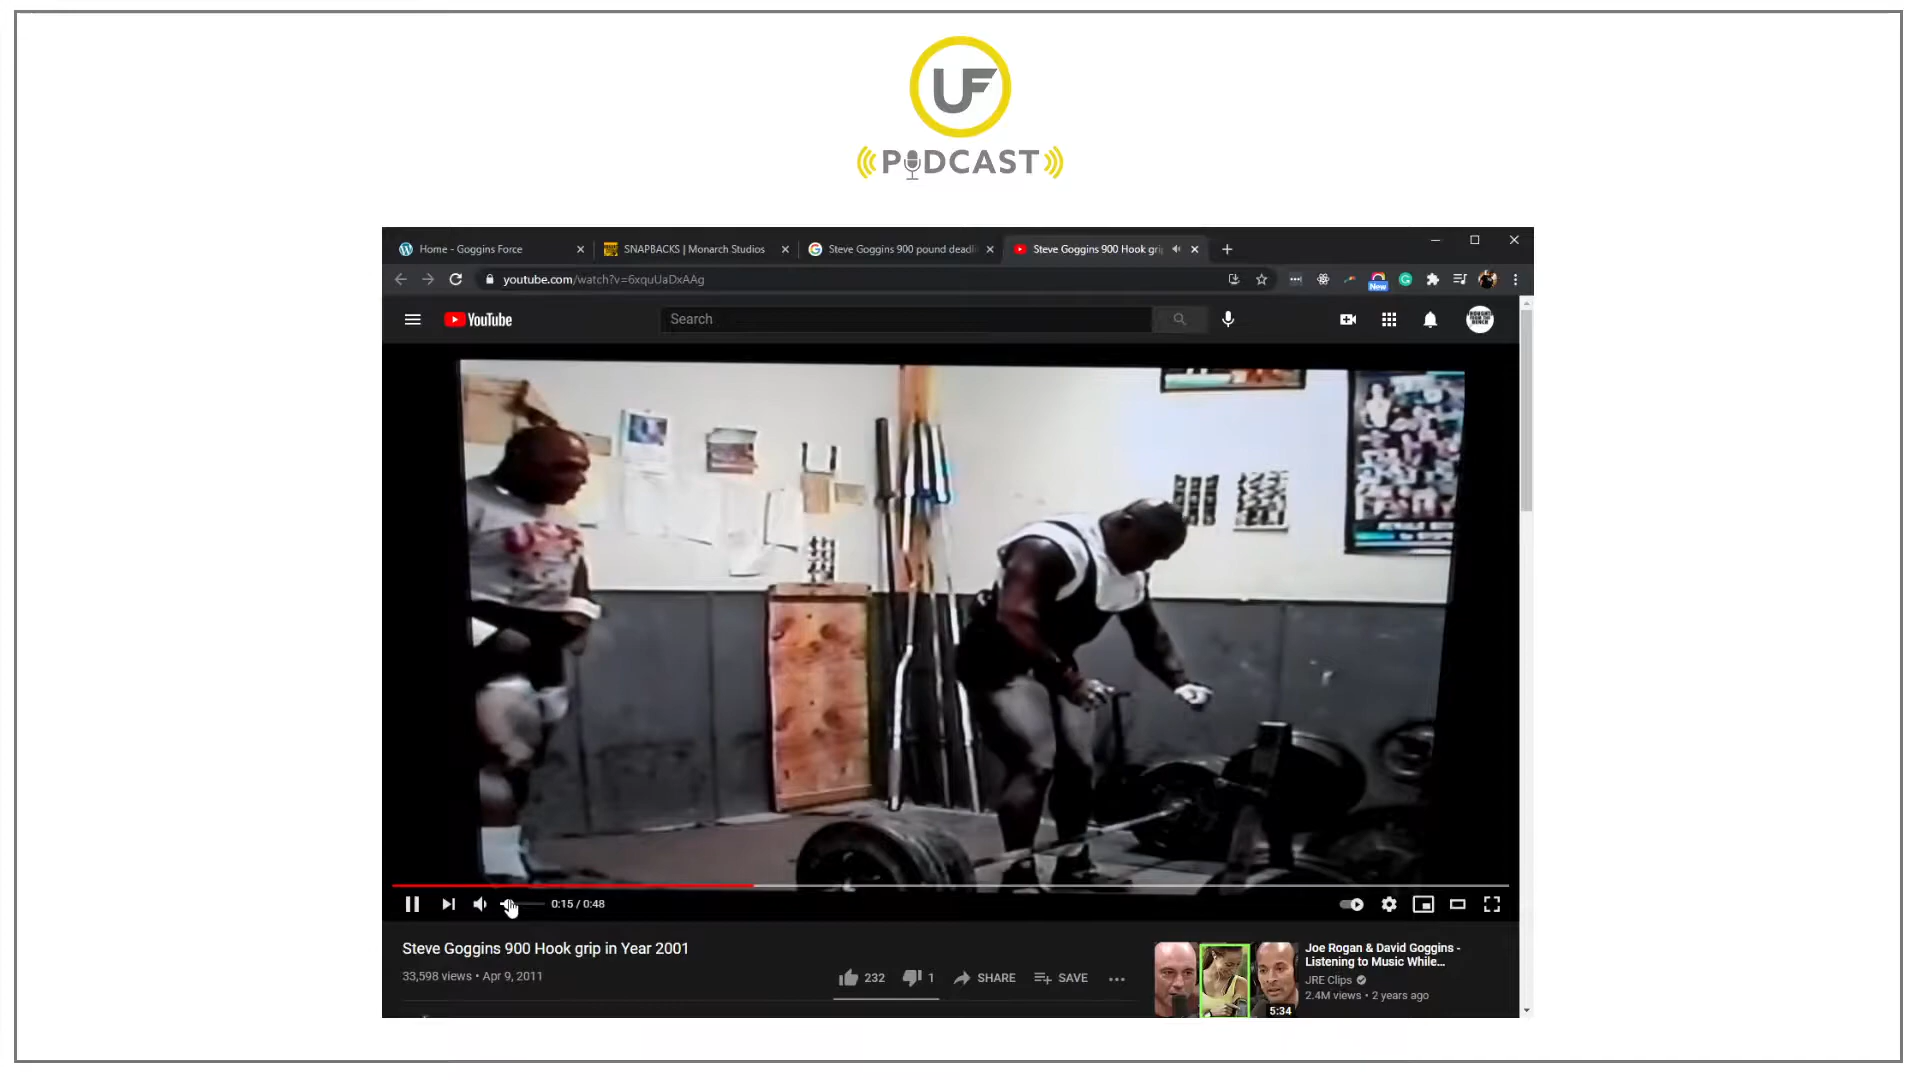 UF
PODCAST
Home - Goggins Force
SNAPBACKS | Monarch Studios
Steve Goggins 900 pound deadl
Steve Goggins 900 Hook gri
youtube.com/watch?v=6xquUaDxAAg
New
YouTube
Search
0:15 / 0:48
Steve Goggins 900 Hook grip in Year 2001
33,598 views • Apr 9, 2011
232
1
SHARE
SAVE
Joe Rogan & David Goggins -
Listening to Music While...
JRE Clips
2.4M views • 2 years ago
5:34